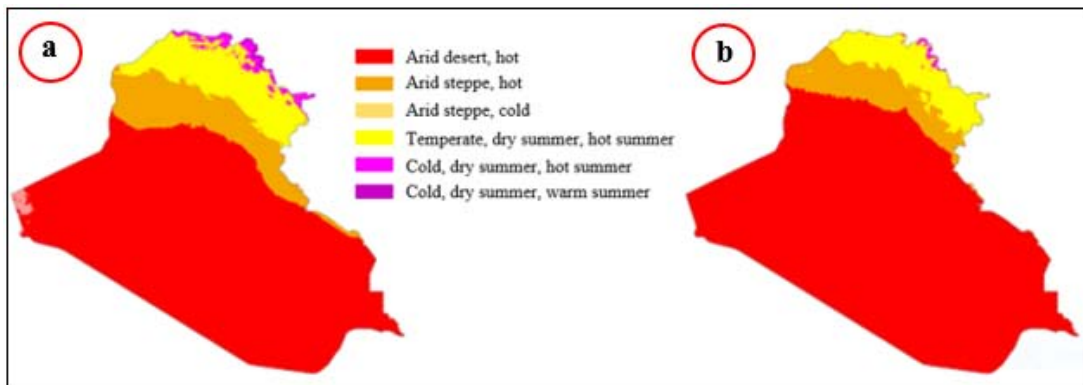 a
Arid desert, hot
Arid steppe, hot
Arid steppe, cold
Temperate, dry summer, hot summer
Cold, dry summer, hot summer
Cold, dry summer, warm summer
b